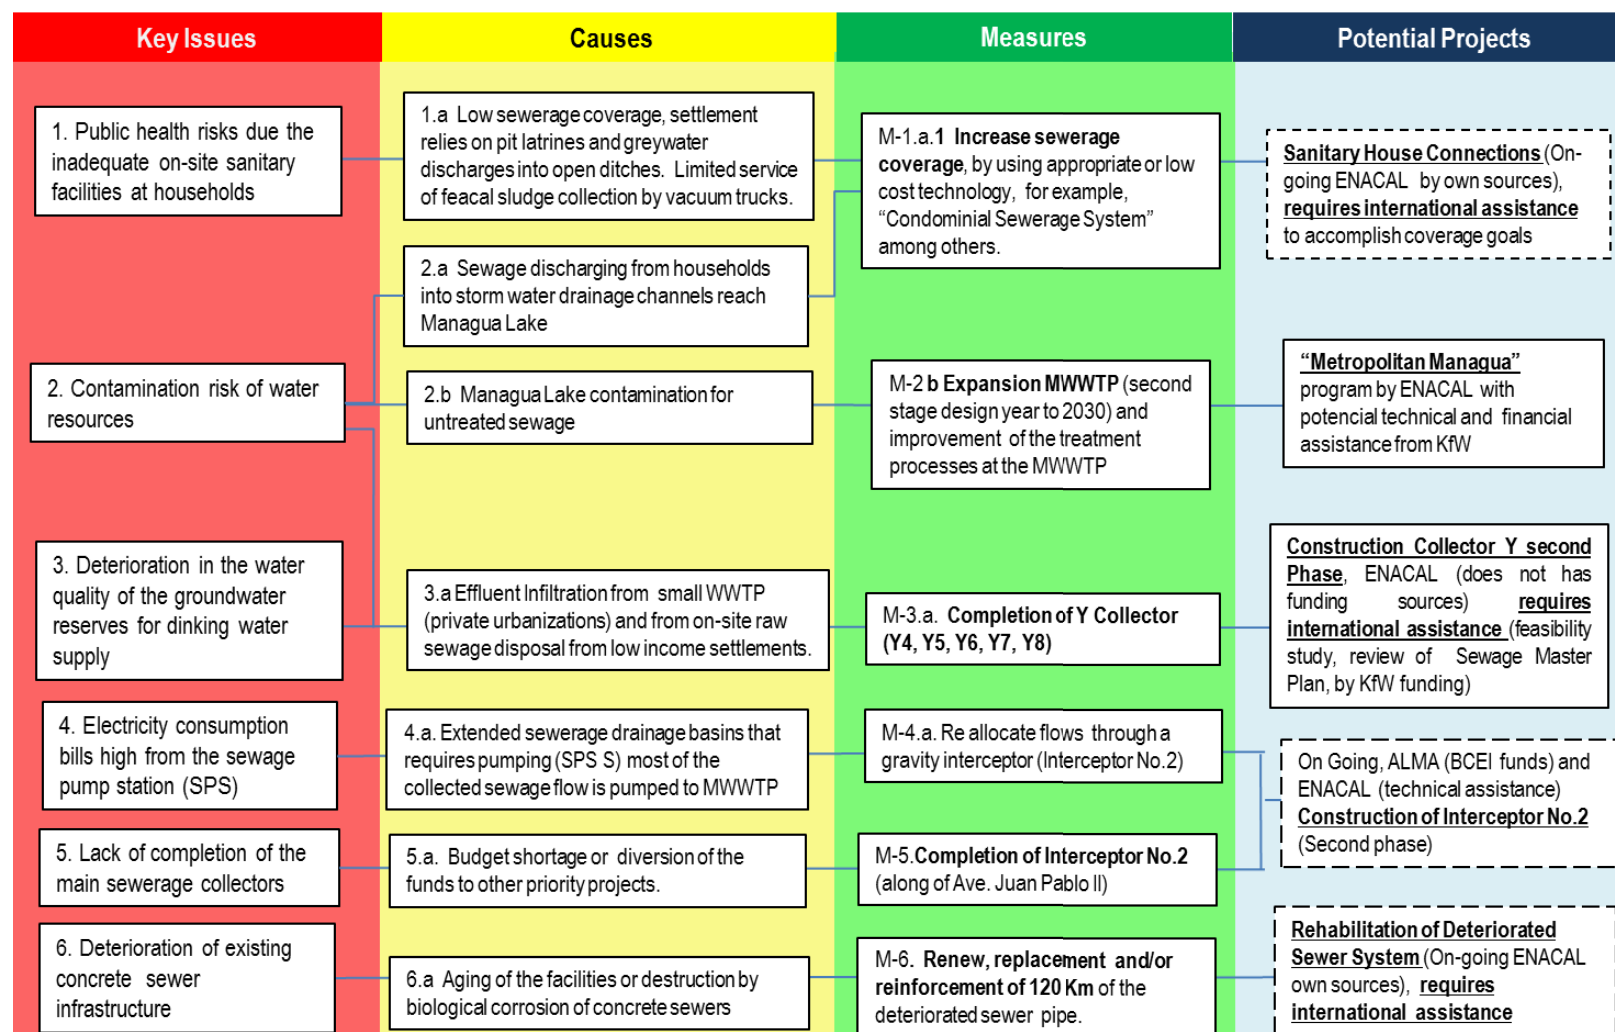 Key Issues
Causes
Measures
Potential Projects
1. Public health risks due the
inadequate on-site sanitary
facilities at households
1.a Low sewerage coverage, settlement
relies on pit latrines and greywater
discharges into open ditches. Limited service
of feacal sludge collection by vacuum trucks.
M-1.a.1 Increase sewerage
coverage, by using appropriate or low
cost technology, for example,
“Condominial Sewerage System”
among others.
Sanitary House Connections (On-
going ENACAL by own sources),
requires international assistance
to accomplish coverage goals
2.a Sewage discharging from households
into storm water drainage channels reach
Managua Lake
2. Contamination risk of water
resources
2.b Managua Lake contamination for
untreated sewage
M-2 b Expansion MWWTP (second
stage design year to 2030) and
improvement of the treatment
processes at the MWWTP
“Metropolitan Managua”
program by ENACAL with
potencial technical and financial
assistance from KfW
3. Deterioration in the water
quality of the groundwater
reserves for dinking water
supply
3.a Effluent Infiltration from small WWTP
(private urbanizations) and from on-site raw
sewage disposal from low income settlements.
M-3.a. Completion of Y Collector
(Y4, Y5, Y6, Y7, Y8)
Construction Collector Y second
Phase, ENACAL (does not has
funding sources) requires
international assistance (feasibility
study, review of Sewage Master
Plan, by KfW funding)
4. Electricity consumption
bills high from the sewage
pump station (SPS)
4.a. Extended sewerage drainage basins that
requires pumping (SPS S) most of the
collected sewage flow is pumped to MWWTP
M-4.a. Re allocate flows through a
gravity interceptor (Interceptor No.2)
On Going, ALMA (BCEI funds) and
ENACAL (technical assistance)
Construction of Interceptor No.2
(Second phase)
5. Lack of completion of the
main sewerage collectors
5.a. Budget shortage or diversion of the
funds to other priority projects.
M-5.Completion of Interceptor No.2
(along of Ave. Juan Pablo II)
6. Deterioration of existing
concrete sewer
infrastructure
6.a Aging of the facilities or destruction by
biological corrosion of concrete sewers
M-6. Renew, replacement and/or
reinforcement of 120 Km of the
deteriorated sewer pipe.
Rehabilitation of Deteriorated
Sewer System (On-going ENACAL
own sources), requires
international assistance